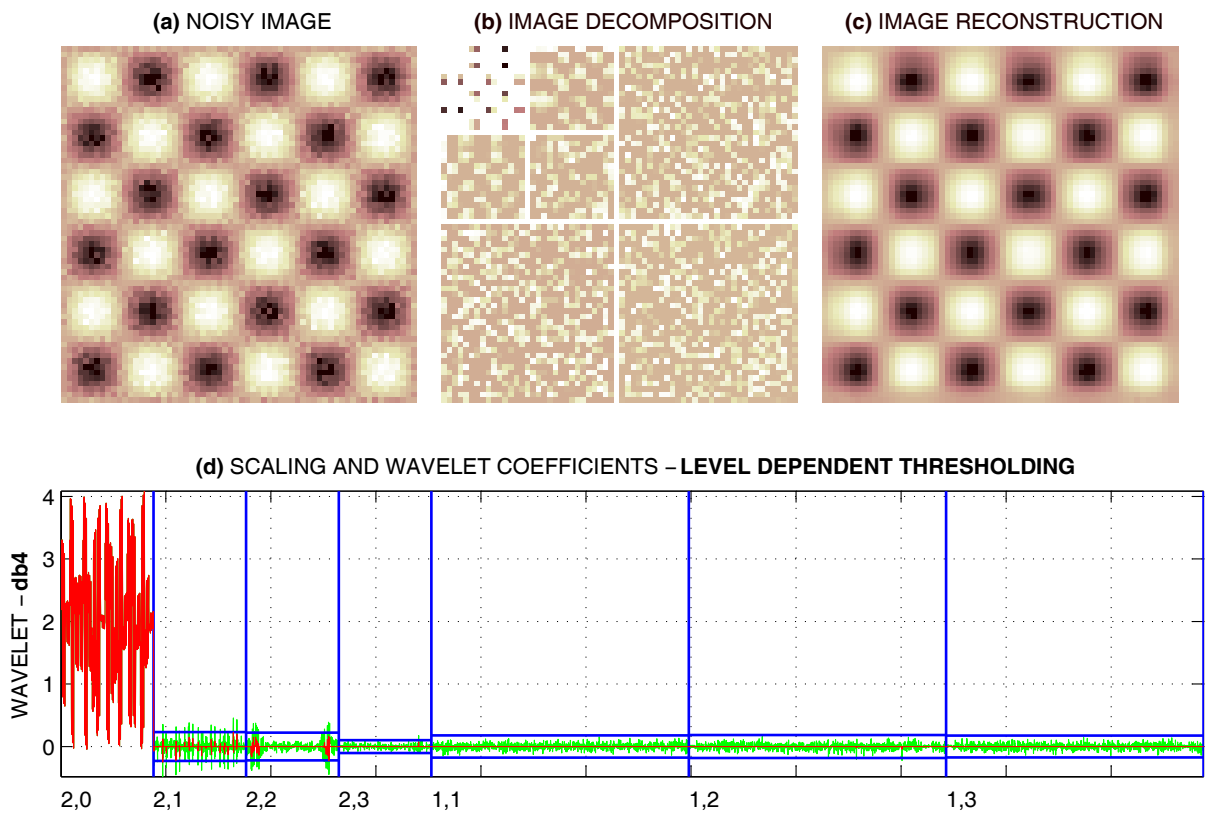 (a) NOISY IMAGE
(b) IMAGE DECOMPOSITION
(c) IMAGE RECONSTRUCTION
(d) SCALING AND WAVELET COEFFICIENTS – LEVEL DEPENDENT THRESHOLDING
WAVELET – db4
4
3
2
1
0
2,0
2,1
2,2
2,3
1,1
1,2
1,3